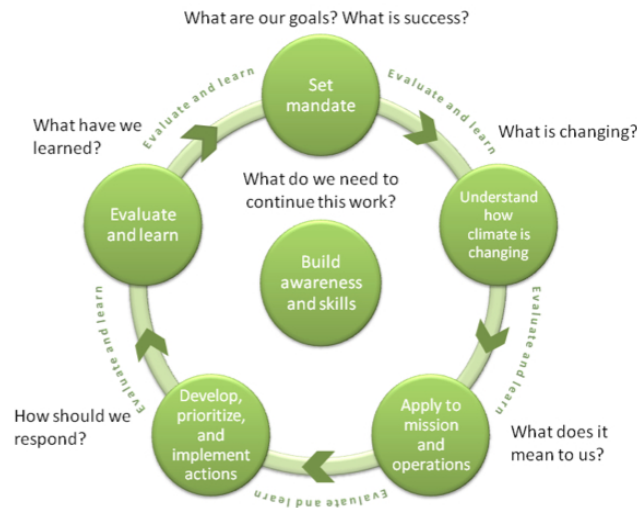 What are our goals? What is success?
Set
mandate
Evaluate and learn
Evaluate and learn
What have we
learned?
What is changing?
Evaluate
and learn
What do we need to
continue this work?
Understand
how
climate is
changing
Build
awareness
and skills
Evaluate and learn
Evaluate and learn
How should we
respond?
Develop,
prioritize,
and
implement
actions
Apply to
mission
and
operations
What does it
mean to us?
Evaluate and learn